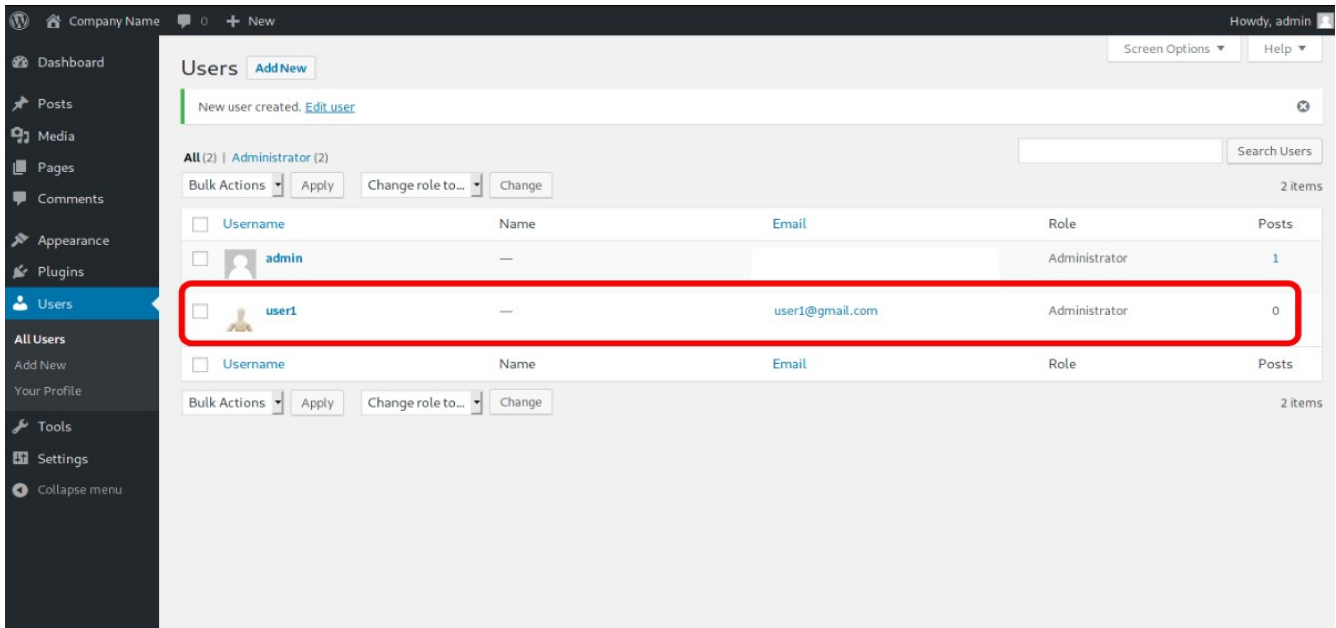 Company Name 0 + New Howdy, admin
Screen Options ▼ Help ▼
Dashboard
Posts
Media
Pages
Comments
Appearance
Plugins
Users
All Users
Add New
Your Profile
Tools
Settings
Collapse menu
Users Add New
New user created. Edit user
All (2) | Administrator (2)
Search Users
Bulk Actions Apply Change role to... Change 2 items
Username Name Email Role Posts
admin — Administrator 1
user1 — user1@gmail.com Administrator 0
Username Name Email Role Posts
Bulk Actions Apply Change role to... Change 2 items